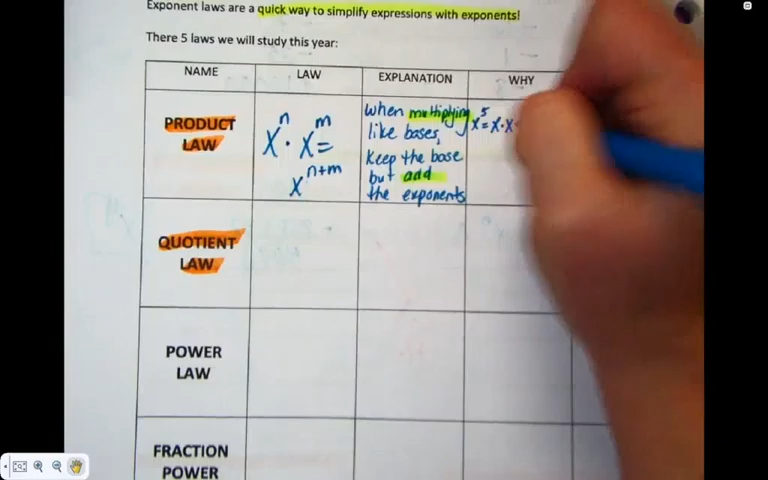 Exponent laws are a quick way to simplify expressions with exponents!
There 5 laws we will study this year:
NAME LAW EXPLANATION WHY
PRODUCT
LAW
xⁿ · xᵐ =
xⁿ⁺ᵐ
when multiplying
like bases,
keep the base
but add
the exponents
x⁵ = x·x·
QUOTIENT
LAW
POWER
LAW
FRACTION
POWER